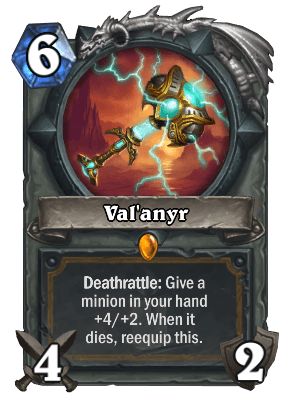 6
Val'anyr
Deathrattle: Give a
minion in your hand
+4/+2. When it
dies, reequip this.
4
2